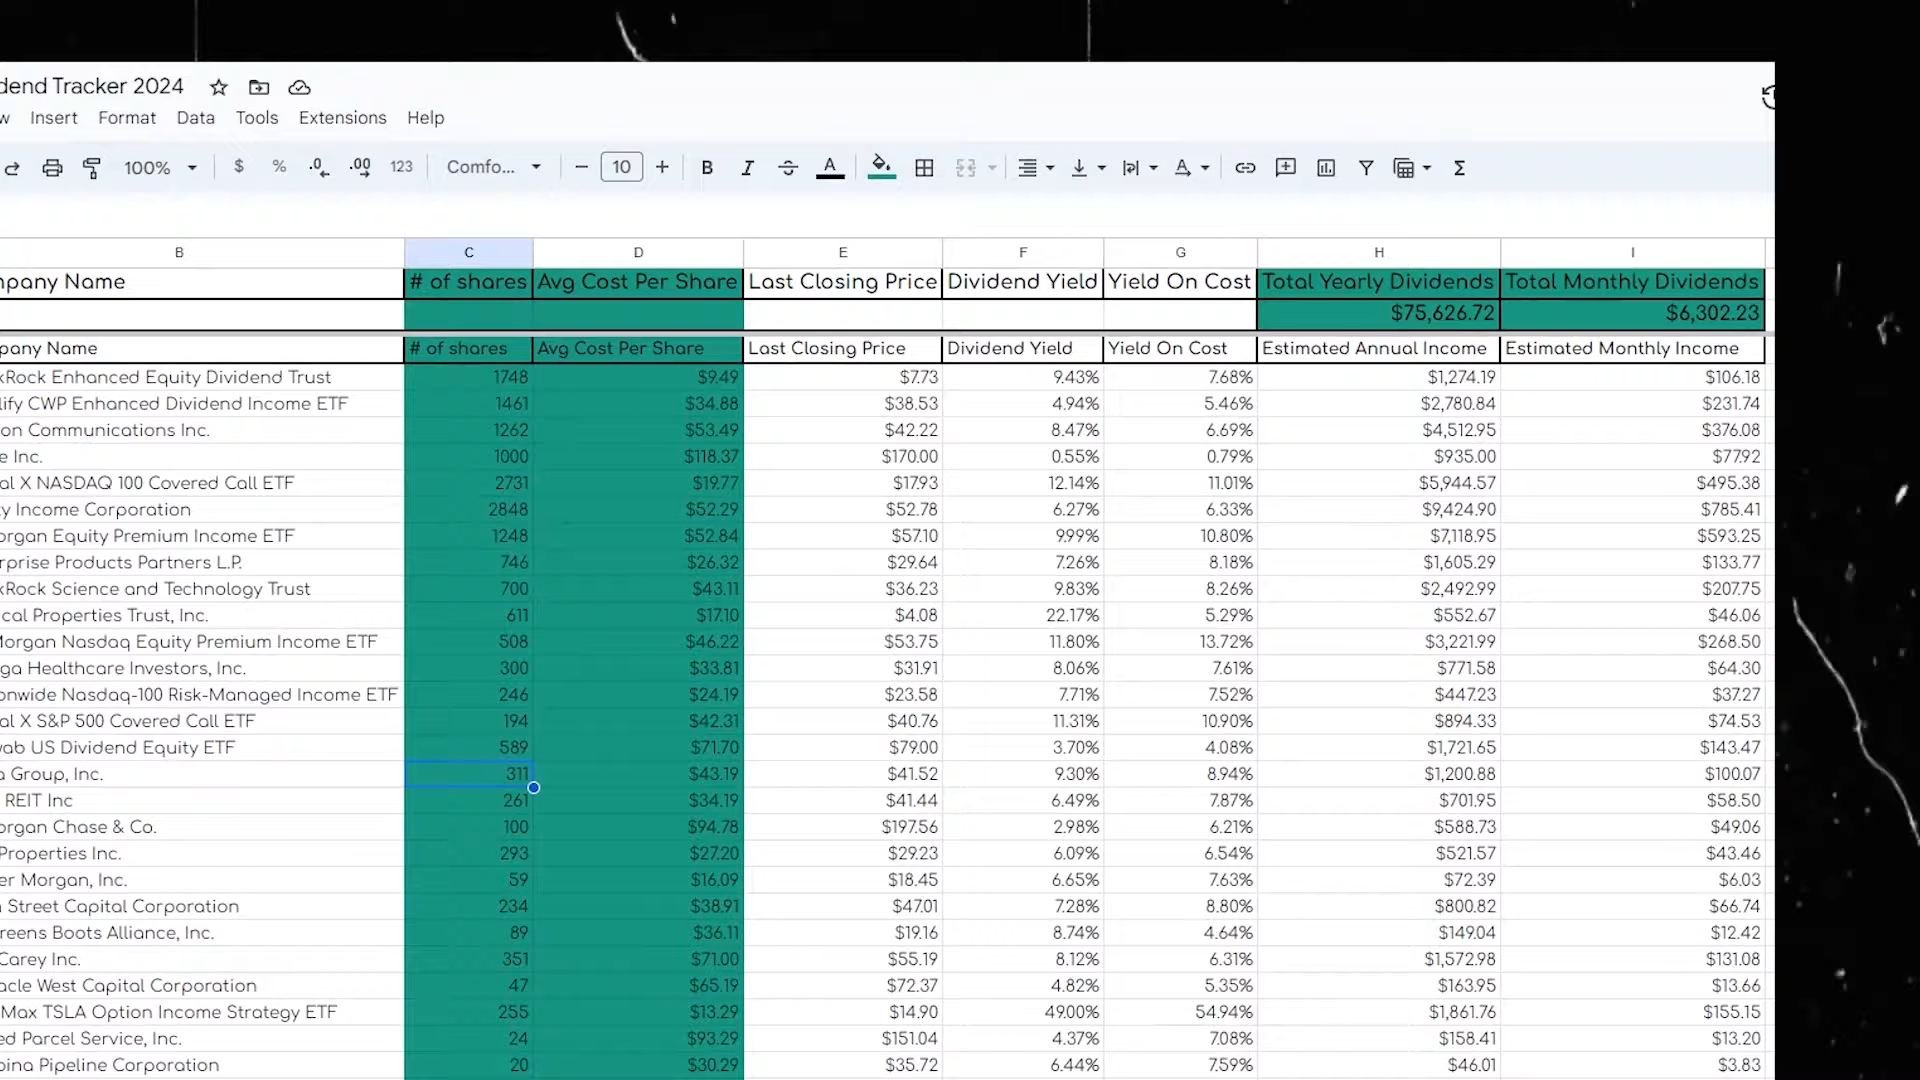 dend Tracker 2024
w Insert Format Data Tools Extensions Help
100% $ % .0 .00 123 Comfo... − 10 + B I S A Σ
B C D E F G H I
mpany Name # of shares Avg Cost Per Share Last Closing Price Dividend Yield Yield On Cost Total Yearly Dividends Total Monthly Dividends
$75,626.72 $6,302.23
pany Name # of shares Avg Cost Per Share Last Closing Price Dividend Yield Yield On Cost Estimated Annual Income Estimated Monthly Income
kRock Enhanced Equity Dividend Trust 1748 $9.49 $7.73 9.43% 7.68% $1,274.19 $106.18
lify CWP Enhanced Dividend Income ETF 1461 $34.88 $38.53 4.94% 5.46% $2,780.84 $231.74
on Communications Inc. 1262 $53.49 $42.22 8.47% 6.69% $4,512.95 $376.08
e Inc. 1000 $118.37 $170.00 0.55% 0.79% $935.00 $77.92
al X NASDAQ 100 Covered Call ETF 2731 $19.77 $17.93 12.14% 11.01% $5,944.57 $495.38
y Income Corporation 2848 $52.29 $52.78 6.27% 6.33% $9,424.90 $785.41
organ Equity Premium Income ETF 1248 $52.84 $57.10 9.99% 10.80% $7,118.95 $593.25
rprise Products Partners L.P. 746 $26.32 $29.64 7.26% 8.18% $1,605.29 $133.77
kRock Science and Technology Trust 700 $43.11 $36.23 9.83% 8.26% $2,492.99 $207.75
cal Properties Trust, Inc. 611 $17.10 $4.08 22.17% 5.29% $552.67 $46.06
Morgan Nasdaq Equity Premium Income ETF 508 $46.22 $53.75 11.80% 13.72% $3,221.99 $268.50
ga Healthcare Investors, Inc. 300 $33.81 $31.91 8.06% 7.61% $771.58 $64.30
onwide Nasdaq-100 Risk-Managed Income ETF 246 $24.19 $23.58 7.71% 7.52% $447.23 $37.27
al X S&P 500 Covered Call ETF 194 $42.31 $40.76 11.31% 10.90% $894.33 $74.53
vab US Dividend Equity ETF 589 $71.70 $79.00 3.70% 4.08% $1,721.65 $143.47
a Group, Inc. 311 $43.19 $41.52 9.30% 8.94% $1,200.88 $100.07
REIT Inc 261 $34.19 $41.44 6.49% 7.87% $701.95 $58.50
organ Chase & Co. 100 $94.78 $197.56 2.98% 6.21% $588.73 $49.06
Properties Inc. 293 $27.20 $29.23 6.09% 6.54% $521.57 $43.46
er Morgan, Inc. 59 $16.09 $18.45 6.65% 7.63% $72.39 $6.03
n Street Capital Corporation 234 $38.91 $47.01 7.28% 8.80% $800.82 $66.74
reens Boots Alliance, Inc. 89 $36.11 $19.16 8.74% 4.64% $149.04 $12.42
Carey Inc. 351 $71.00 $55.19 8.12% 6.31% $1,572.98 $131.08
acle West Capital Corporation 47 $65.19 $72.37 4.82% 5.35% $163.95 $13.66
Max TSLA Option Income Strategy ETF 255 $13.29 $14.90 49.00% 54.94% $1,861.76 $155.15
ed Parcel Service, Inc. 24 $93.29 $151.04 4.37% 7.08% $158.41 $13.20
bina Pipeline Corporation 20 $30.29 $35.72 6.44% 7.59% $46.01 $3.83